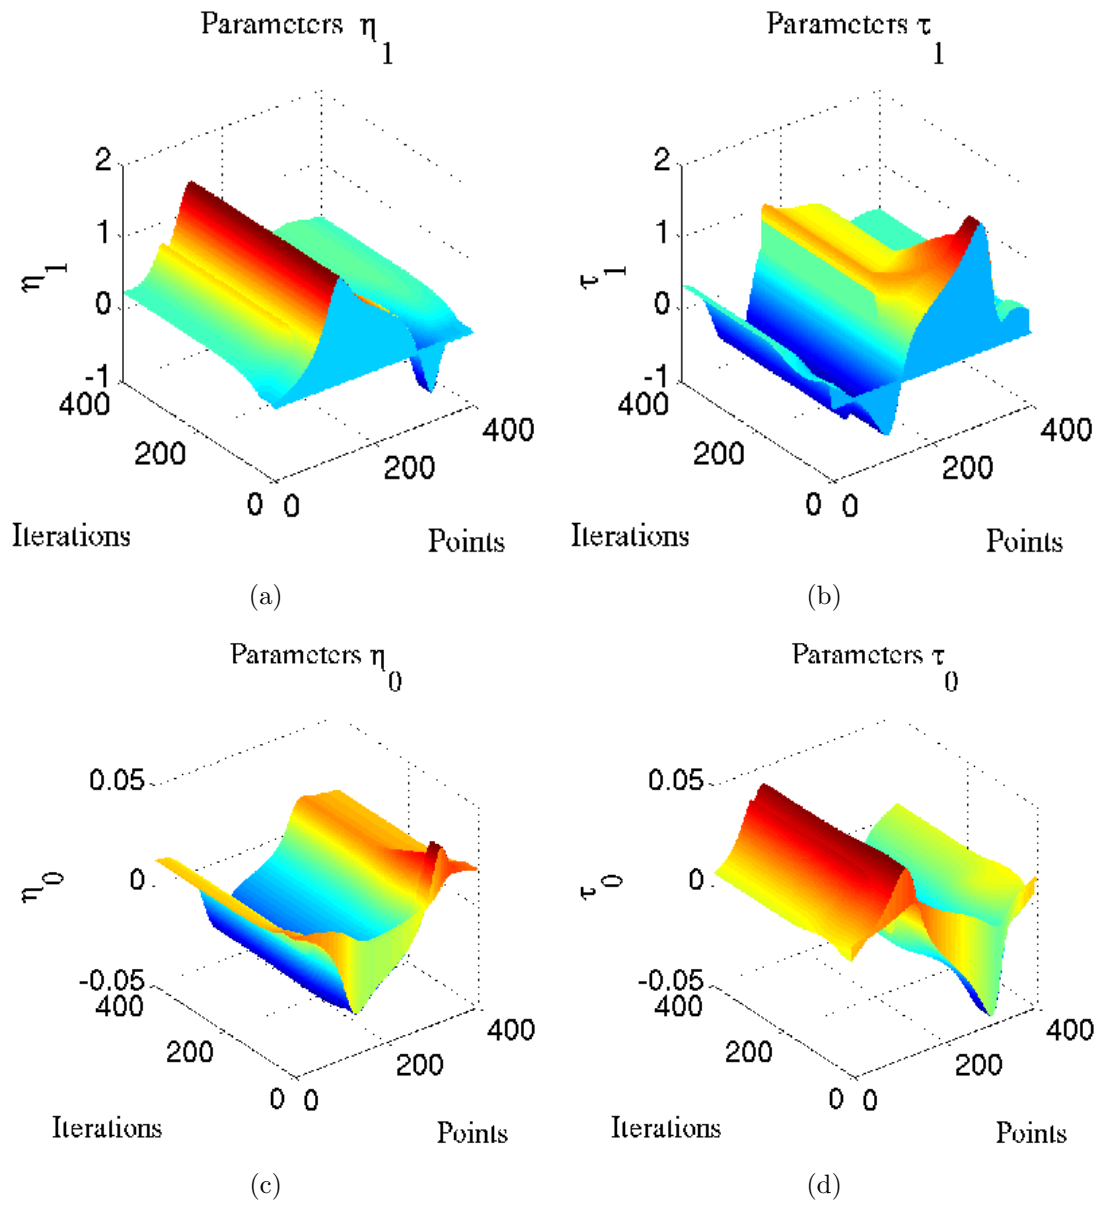 Parameters η1
Parameters τ1
2
1
0
-1
η1
400
200
0
0
200
400
Iterations
Points
2
1
0
-1
τ1
400
200
0
0
200
400
Iterations
Points
(a)
(b)
Parameters η0
Parameters τ0
0.05
0
-0.05
η0
400
200
0
0
200
400
Iterations
Points
0.05
0
-0.05
τ0
400
200
0
0
200
400
Iterations
Points
(c)
(d)